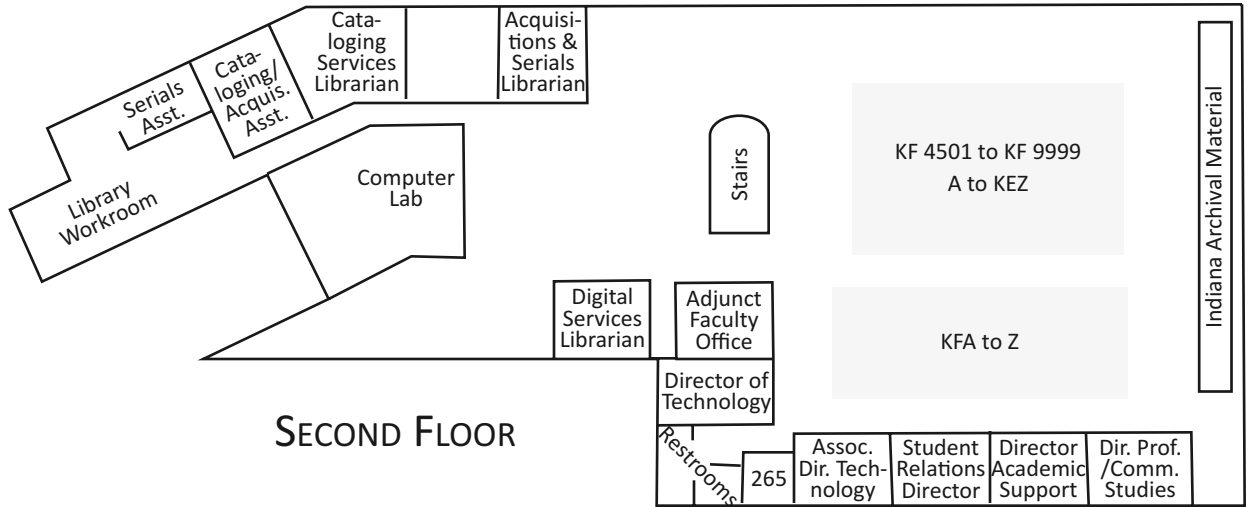 Cata-
loging
Services
Librarian
Acquisi-
tions &
Serials
Librarian
Cata-
loging/
Acquis.
Asst.
Serials
Asst.
Library
Workroom
Computer
Lab
Stairs
KF 4501 to KF 9999
A to KEZ
Indiana Archival Material
Digital
Services
Librarian
Adjunct
Faculty
Office
KFA to Z
Director of
Technology
SECOND FLOOR
Restrooms
265
Assoc.
Dir. Tech-
nology
Student
Relations
Director
Director
Academic
Support
Dir. Prof.
/Comm.
Studies